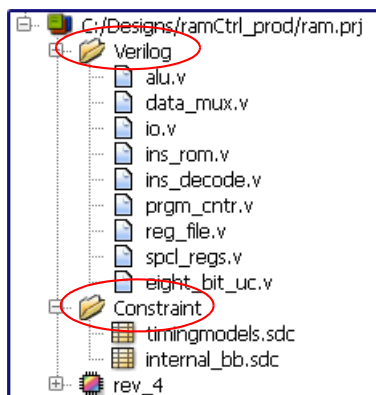 C:/Designs/ramCtrl_prod/ram.prj
Verilog
alu.v
data_mux.v
io.v
ins_rom.v
ins_decode.v
prgm_cntr.v
reg_file.v
spcl_regs.v
eight_bit_uc.v
Constraint
timingmodels.sdc
internal_bb.sdc
rev_4